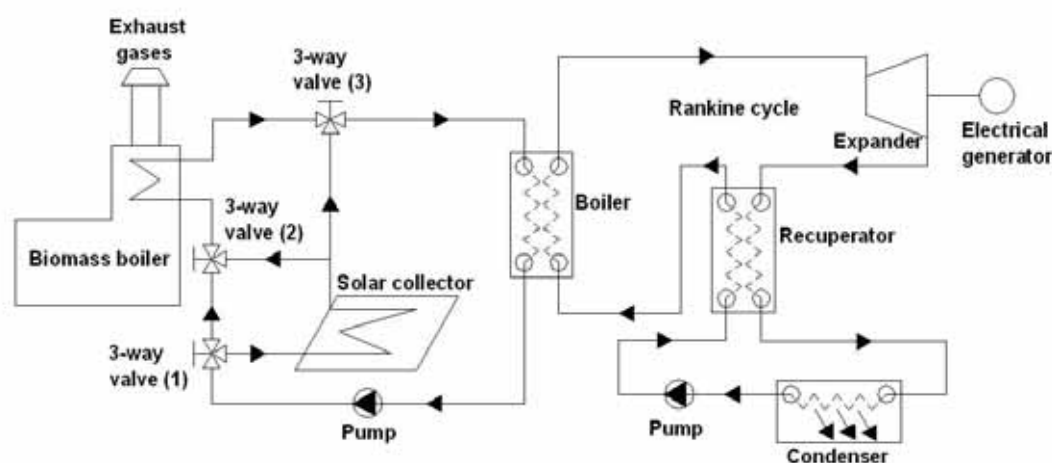 Exhaust
gases
3-way
valve (3)
Rankine cycle
Expander
Electrical
generator
Boiler
3-way
valve (2)
Recuperator
Biomass boiler
Solar collector
3-way
valve (1)
Pump
Pump
Condenser